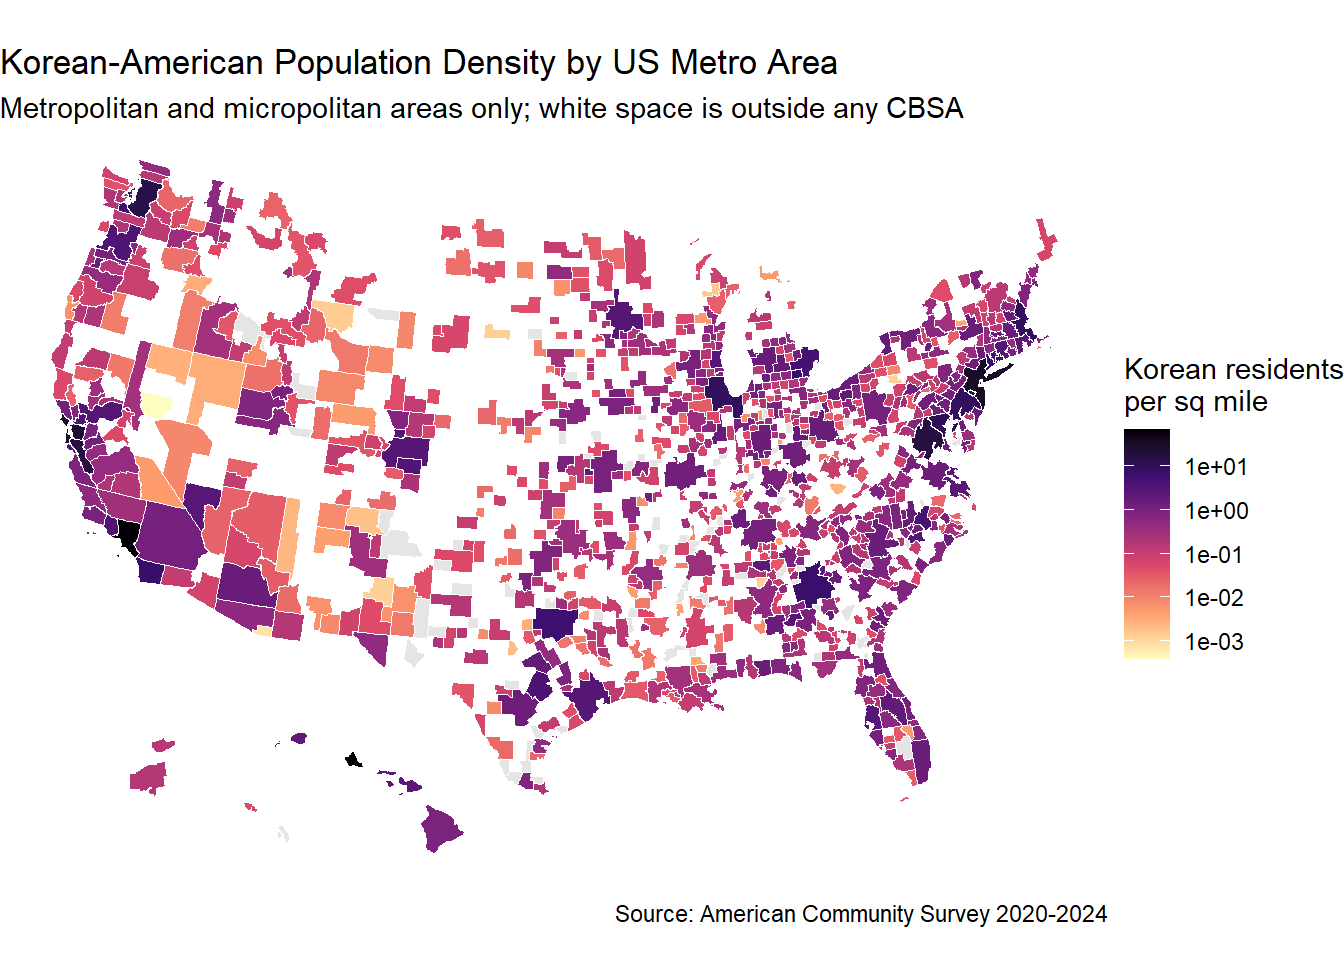 Korean-American Population Density by US Metro Area
Metropolitan and micropolitan areas only; white space is outside any CBSA
Korean residents
per sq mile
1e+01
1e+00
1e-01
1e-02
1e-03
Source: American Community Survey 2020-2024